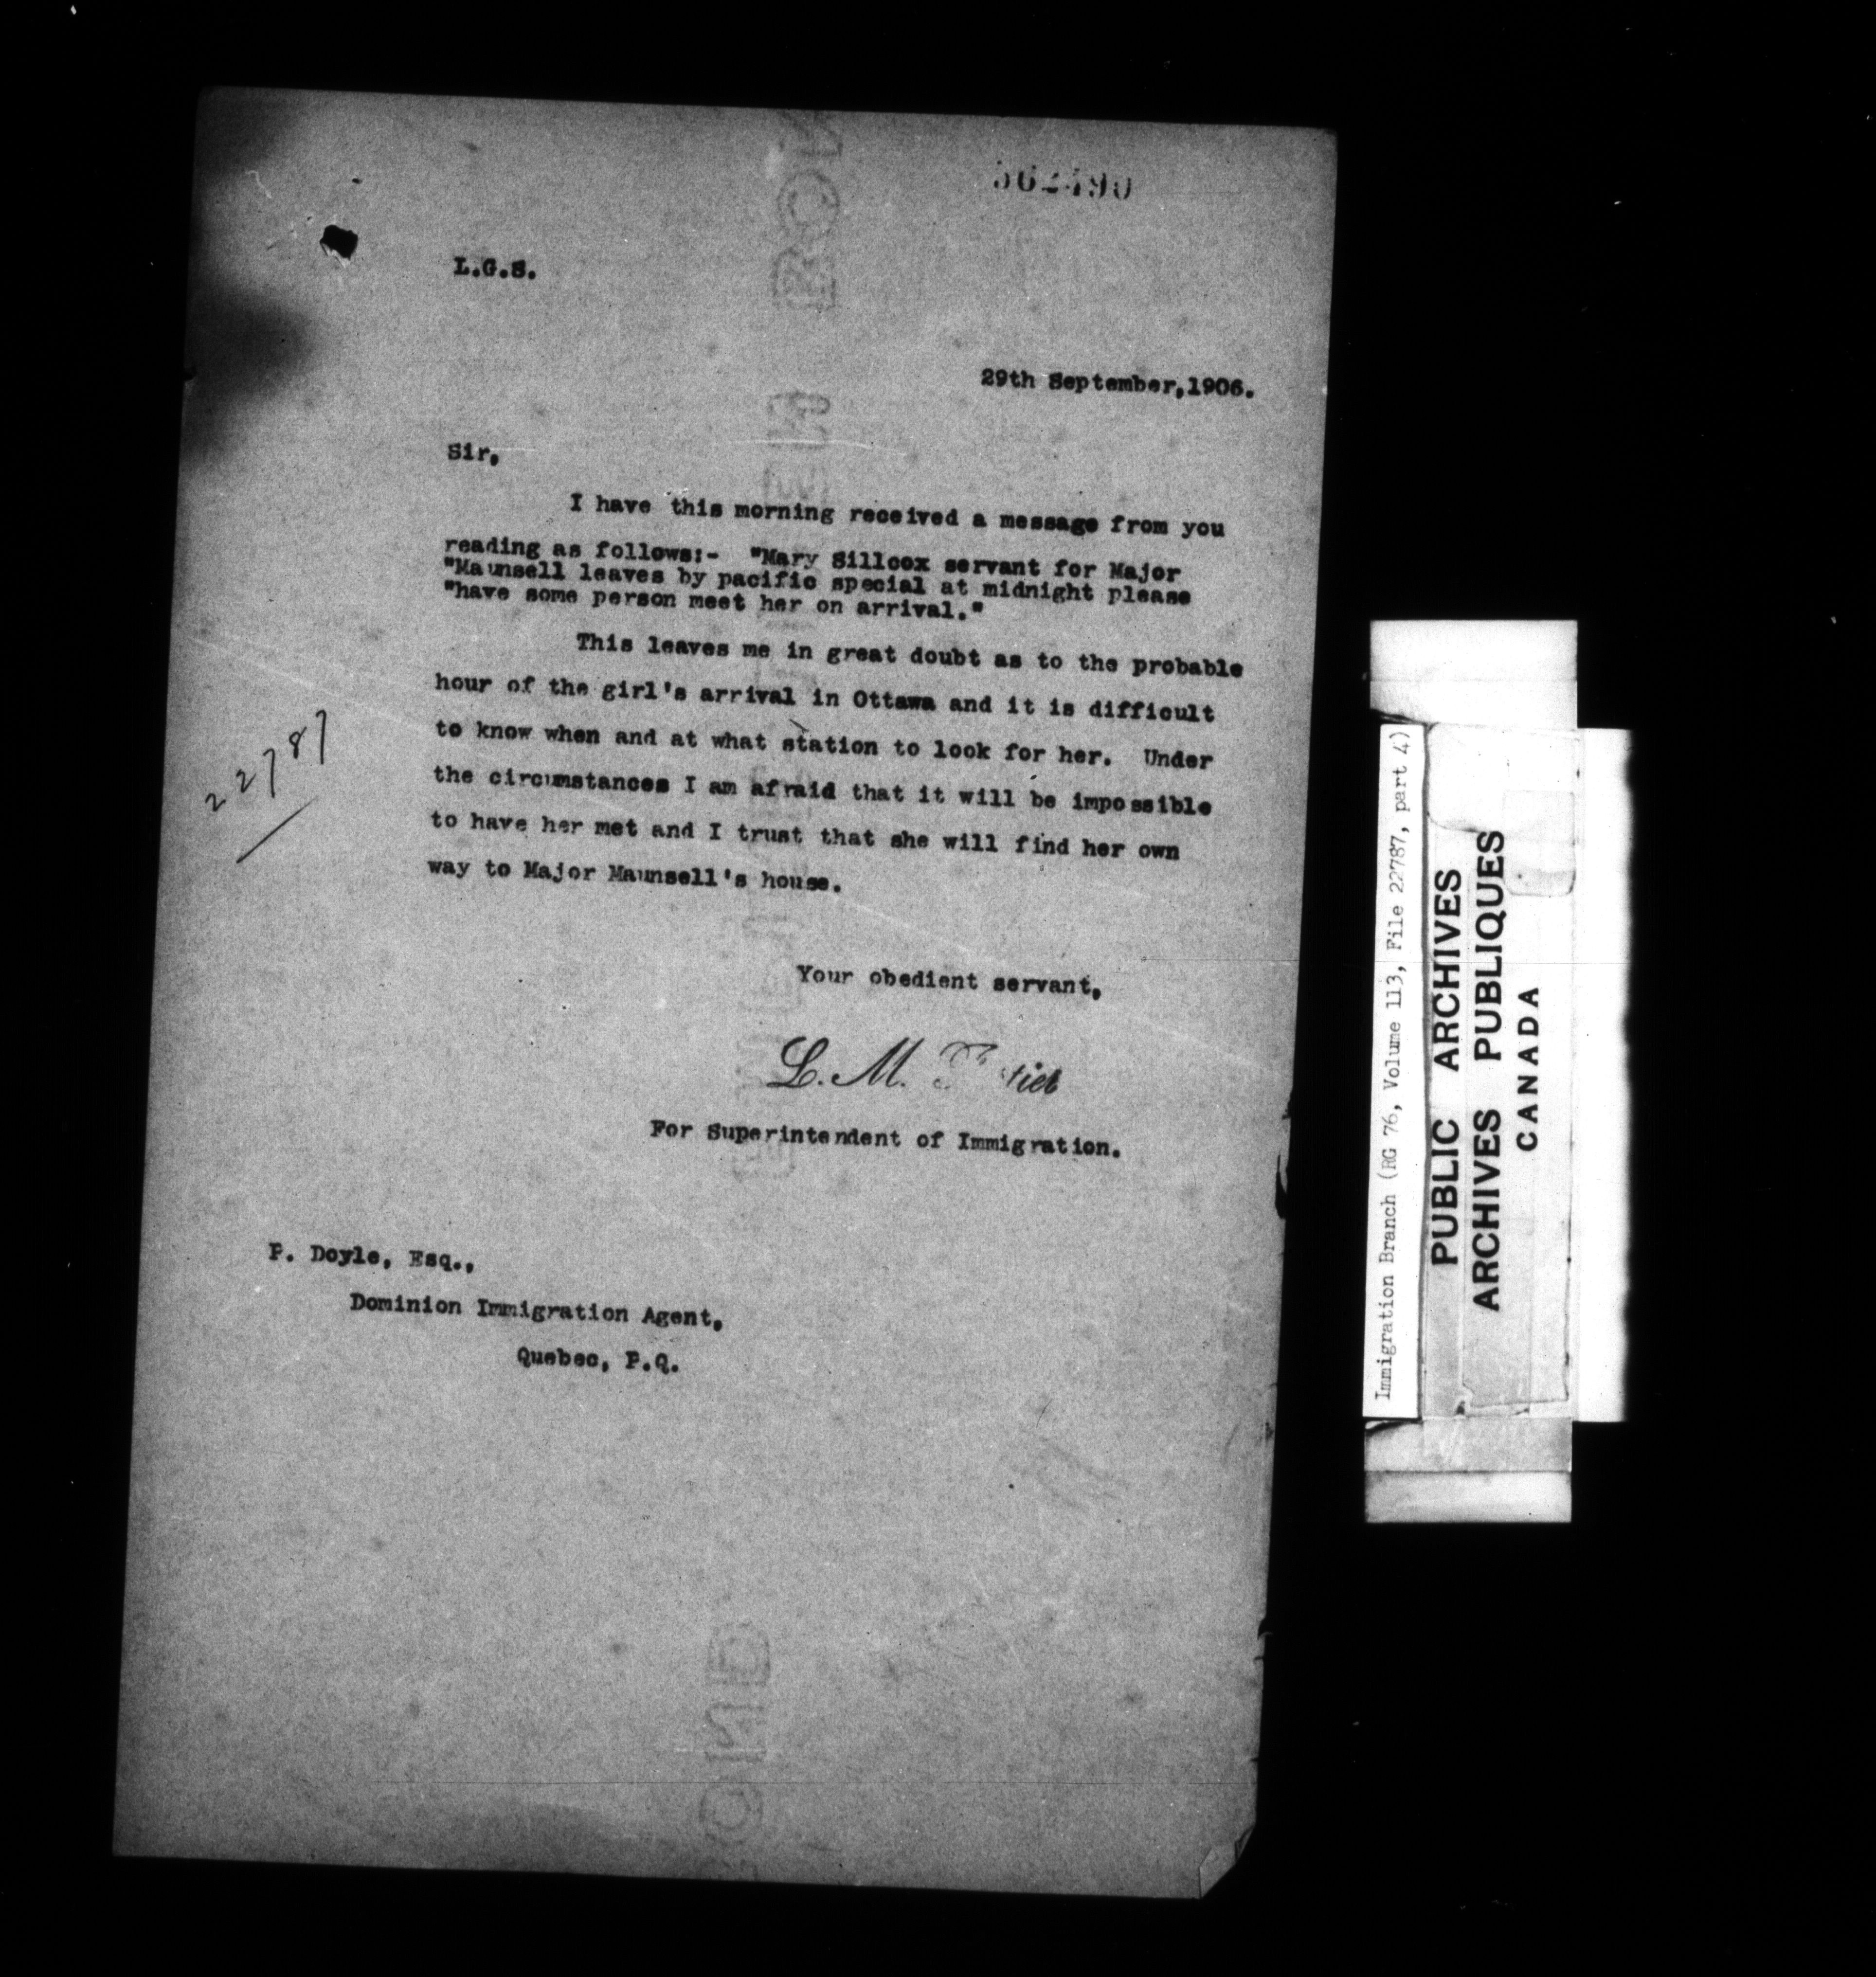 L.G.S.
29th September,1906.
Sir,
I have this morning received a message from you
reading as follows:- "Mary Sillcox servant for Major
"Maunsell leaves by pacific special at midnight please
"have some person meet her on arrival."
This leaves me in great doubt as to the probable
hour of the girl's arrival in Ottawa and it is difficult
to know when and at what station to look for her. Under
the circumstances I am afraid that it will be impossible
to have her met and I trust that she will find her own
way to Major Maunsell's house.
22787
Your obedient servant,
L. M.
For Superintendent of Immigration.
P. Doyle, Esq.,
Dominion Immigration Agent,
Quebec, P.Q.
Immigration Branch (RG 76, Volume 113, File 22787, part 4)
PUBLIC ARCHIVES
ARCHIVES PUBLIQUES
CANADA